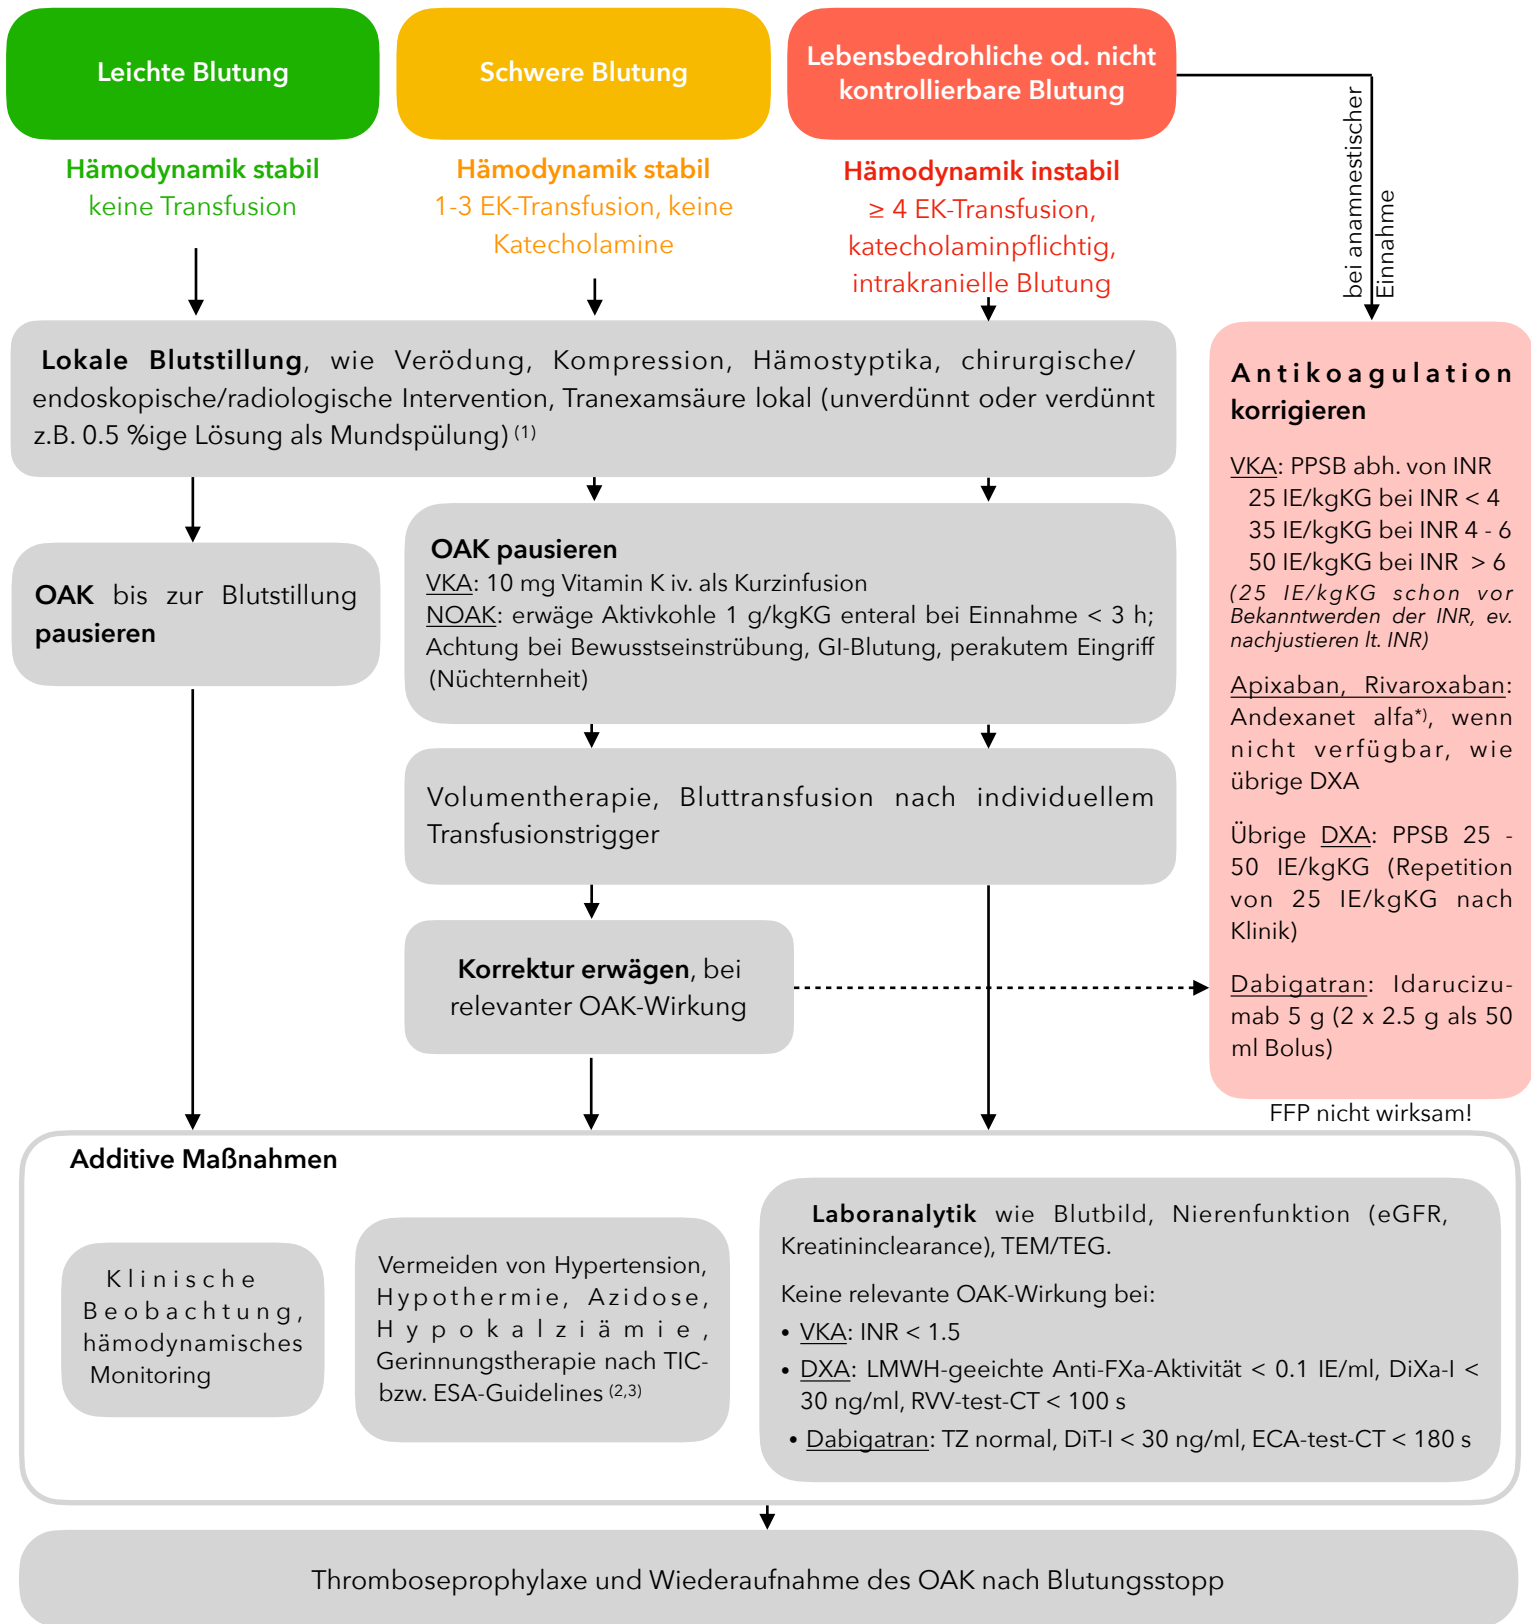 Leichte Blutung
Schwere Blutung
Lebensbedrohliche od. nicht
kontrollierbare Blutung
Hämodynamik stabil
keine Transfusion
Hämodynamik stabil
1-3 EK-Transfusion, keine
Katecholamine
Hämodynamik instabil
≥ 4 EK-Transfusion,
katecholaminpflichtig,
intrakranielle Blutung
bei anamnestischer
Einnahme
Lokale Blutstillung, wie Verödung, Kompression, Hämostyptika, chirurgische/
endoskopische/radiologische Intervention, Tranexamsäure lokal (unverdünnt oder verdünnt
z.B. 0.5 %ige Lösung als Mundspülung) (1)
OAK bis zur Blutstillung
pausieren
OAK pausieren
VKA: 10 mg Vitamin K iv. als Kurzinfusion
NOAK: erwäge Aktivkohle 1 g/kgKG enteral bei Einnahme < 3 h;
Achtung bei Bewusstseinstrübung, GI-Blutung, perakutem Eingriff
(Nüchternheit)
Volumentherapie, Bluttransfusion nach individuellem
Transfusionstrigger
Korrektur erwägen, bei
relevanter OAK-Wirkung
Antikoagulation
korrigieren
VKA: PPSB abh. von INR
25 IE/kgKG bei INR < 4
35 IE/kgKG bei INR 4 - 6
50 IE/kgKG bei INR > 6
(25 IE/kgKG schon vor
Bekanntwerden der INR, ev.
nachjustieren lt. INR)
Apixaban, Rivaroxaban:
Andexanet alfa*), wenn
nicht verfügbar, wie
übrige DXA
Übrige DXA: PPSB 25 -
50 IE/kgKG (Repetition
von 25 IE/kgKG nach
Klinik)
Dabigatran: Idarucizu-
mab 5 g (2 x 2.5 g als 50
ml Bolus)
FFP nicht wirksam!
Additive Maßnahmen
Klinische
Beobachtung,
hämodynamisches
Monitoring
Vermeiden von Hypertension,
Hypothermie, Azidose,
Hypokalziämie,
Gerinnungstherapie nach TIC-
bzw. ESA-Guidelines (2,3)
Laboranalytik wie Blutbild, Nierenfunktion (eGFR,
Kreatininclearance), TEM/TEG.
Keine relevante OAK-Wirkung bei:
• VKA: INR < 1.5
• DXA: LMWH-geeichte Anti-FXa-Aktivität < 0.1 IE/ml, DiXa-I <
30 ng/ml, RVV-test-CT < 100 s
• Dabigatran: TZ normal, DiT-I < 30 ng/ml, ECA-test-CT < 180 s
Thromboseprophylaxe und Wiederaufnahme des OAK nach Blutungsstopp